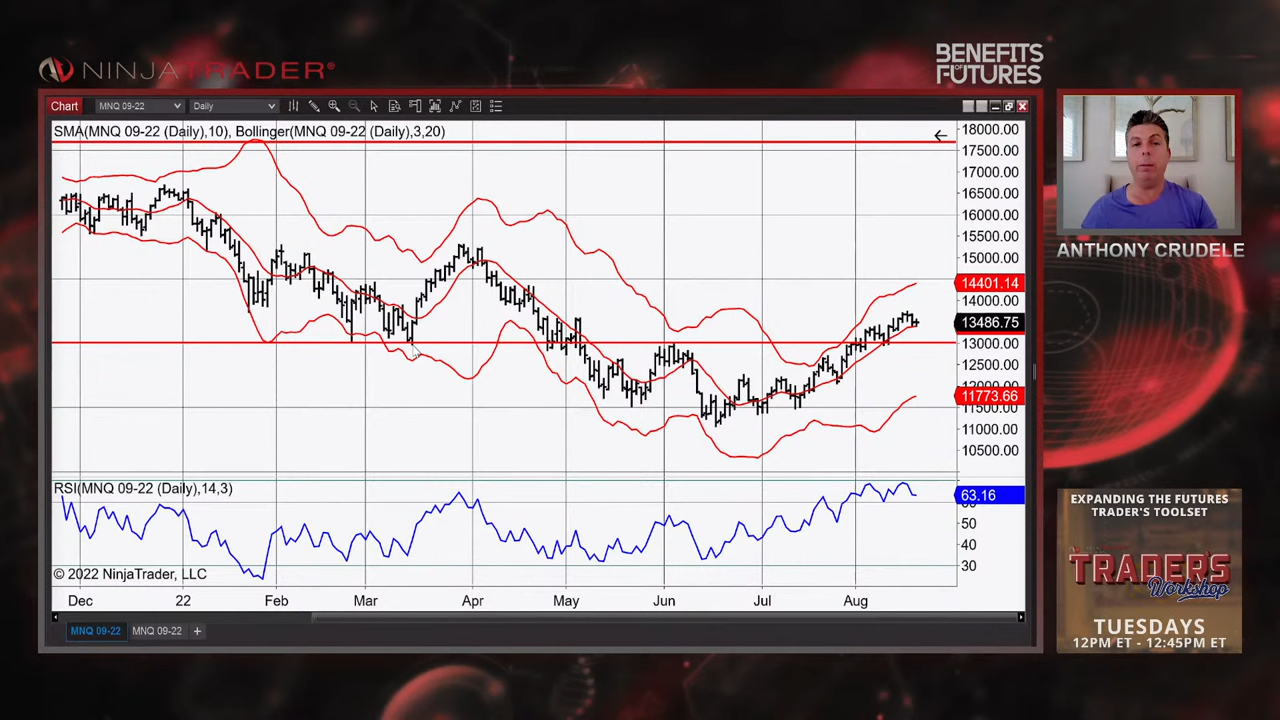 NINJATRADER®
BENEFITS
OF
FUTURES
Chart
MNQ 09-22
Daily
SMA(MNQ 09-22 (Daily),10), Bollinger(MNQ 09-22 (Daily),3,20)
18000.00
17500.00
17000.00
16500.00
16000.00
15500.00
15000.00
14401.14
14000.00
13486.75
13000.00
12500.00
12000.00
11773.66
11500.00
11000.00
10500.00
RSI(MNQ 09-22 (Daily),14,3)
63.16
50
40
30
© 2022 NinjaTrader, LLC
Dec
22
Feb
Mar
Apr
May
Jun
Jul
Aug
MNQ 09-22
MNQ 09-22
+
ANTHONY CRUDELE
EXPANDING THE FUTURES
TRADER'S TOOLSET
TRADER'S
Workshop
TUESDAYS
12PM ET - 12:45PM ET